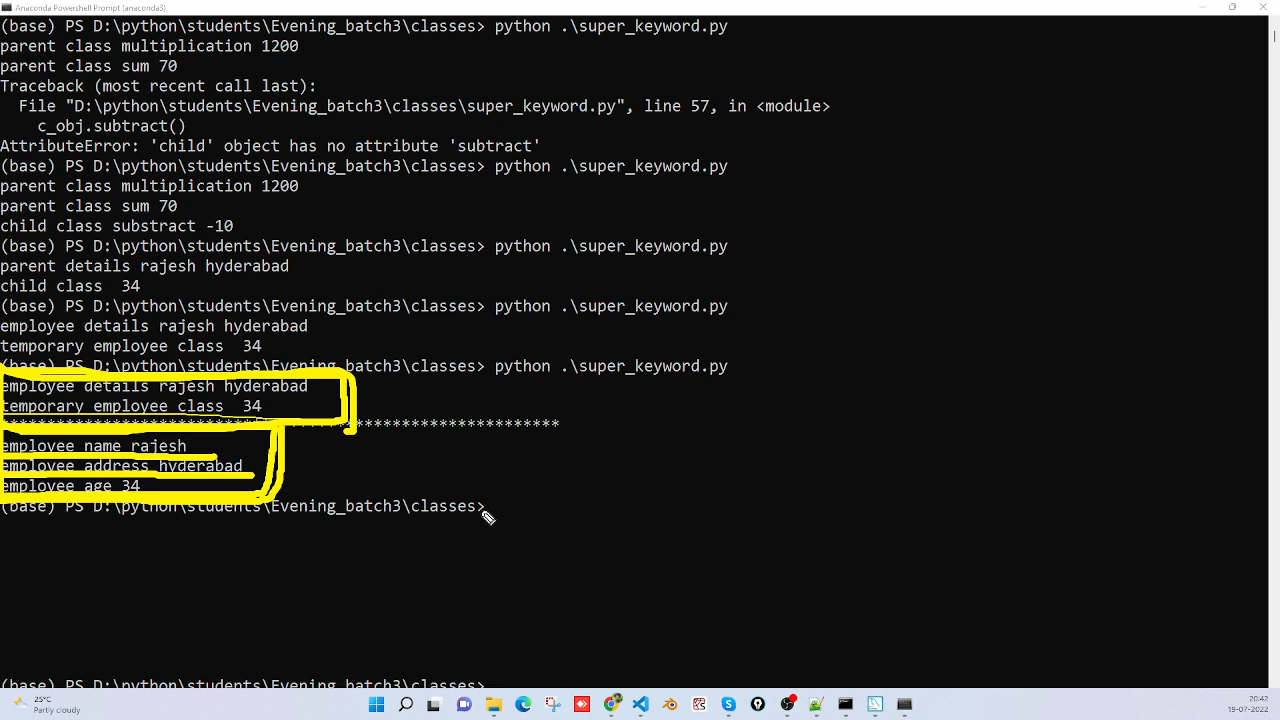 Anaconda Powershell Prompt (anaconda3)
(base) PS D:\python\students\Evening_batch3\classes> python .\super_keyword.py
parent class multiplication 1200
parent class sum 70
Traceback (most recent call last):
  File "D:\python\students\Evening_batch3\classes\super_keyword.py", line 57, in <module>
    c_obj.subtract()
AttributeError: 'child' object has no attribute 'subtract'
(base) PS D:\python\students\Evening_batch3\classes> python .\super_keyword.py
parent class multiplication 1200
parent class sum 70
child class substract -10
(base) PS D:\python\students\Evening_batch3\classes> python .\super_keyword.py
parent details rajesh hyderabad
child class  34
(base) PS D:\python\students\Evening_batch3\classes> python .\super_keyword.py
employee details rajesh hyderabad
temporary employee class  34
(base) PS D:\python\students\Evening_batch3\classes> python .\super_keyword.py
employee details rajesh hyderabad
temporary employee class  34
************************************************************
employee name rajesh
employee address hyderabad
employee age 34
(base) PS D:\python\students\Evening_batch3\classes>
(base) PS D:\python\students\Evening_batch3\classes>
25°C
Partly cloudy
20:42
19-07-2022